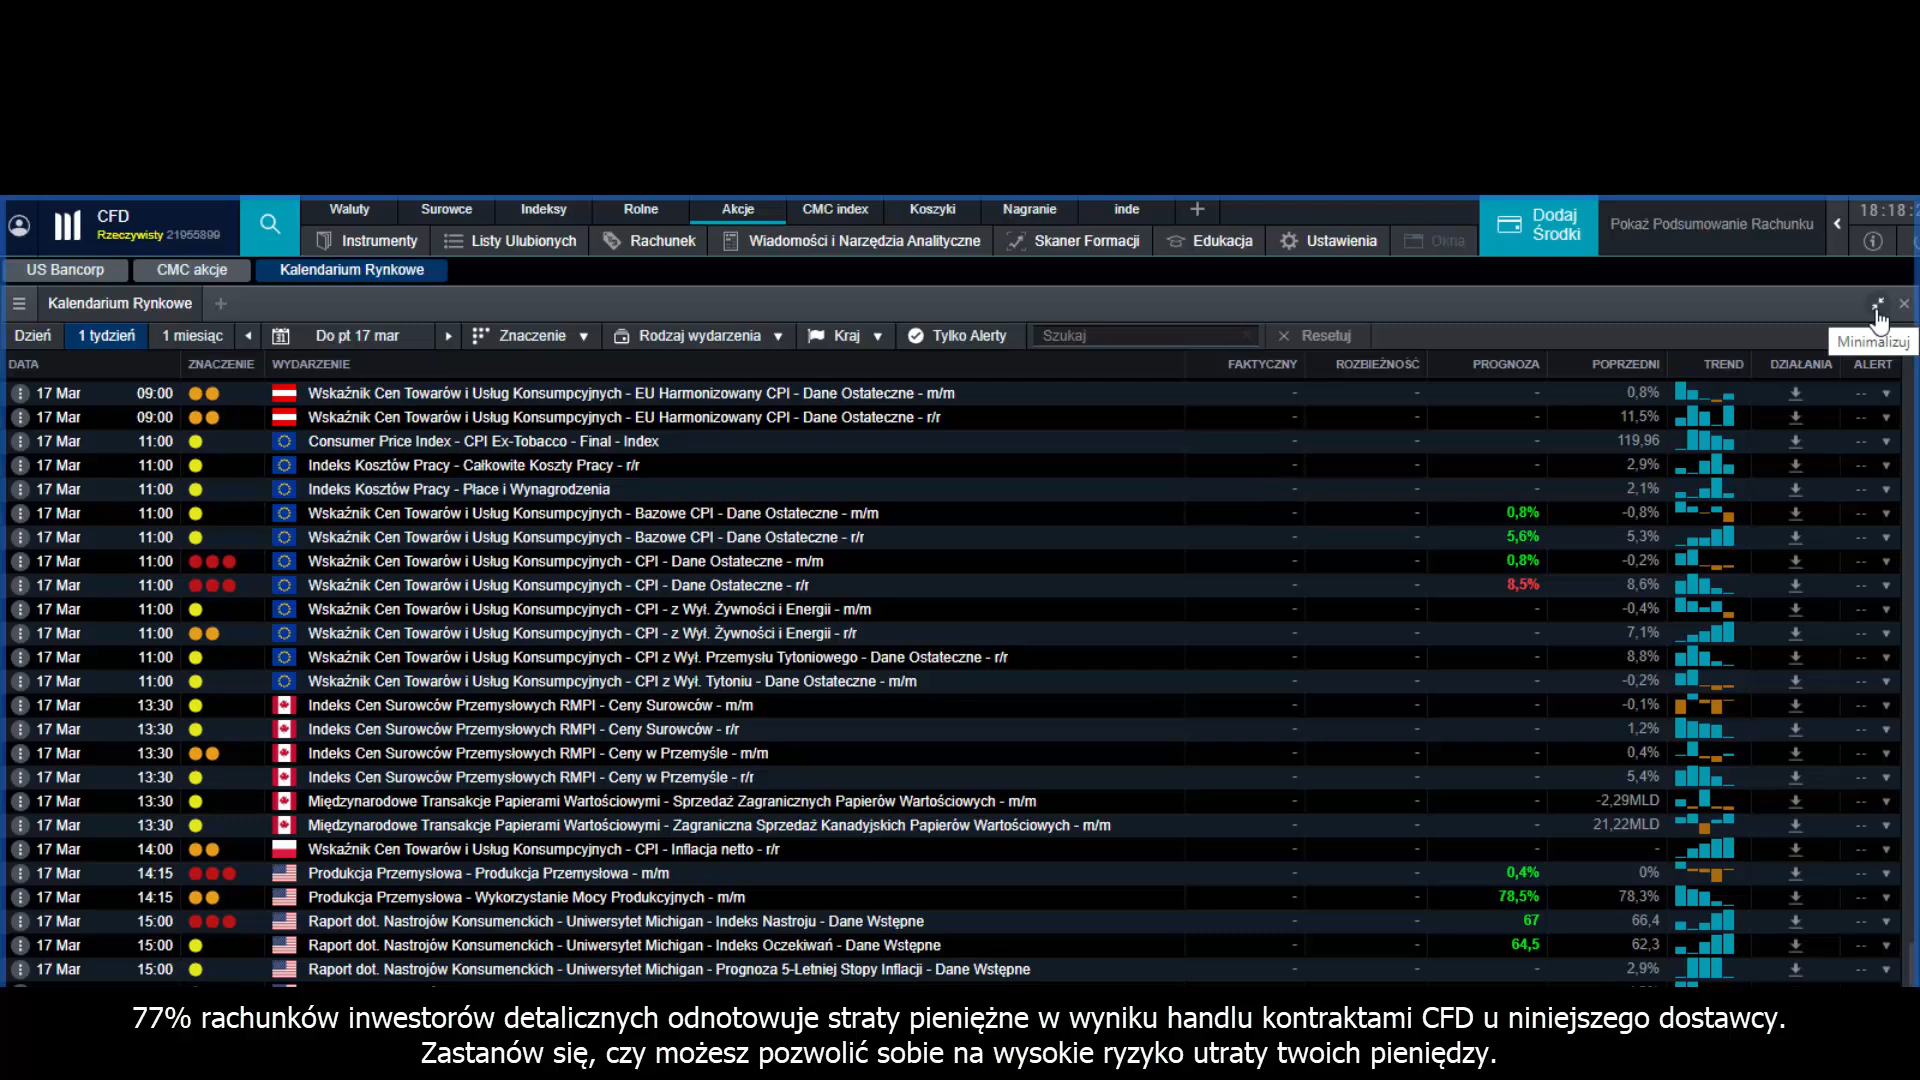 CFD
Rzeczywisty 21955899
Waluty Surowce Indeksy Rolne Akcje CMC index Koszyki Nagranie inde +
Instrumenty Listy Ulubionych Rachunek Wiadomości i Narzędzia Analityczne Skaner Formacji Edukacja Ustawienia Okna
Dodaj Środki
Pokaż Podsumowanie Rachunku
18:18:
US Bancorp CMC akcje Kalendarium Rynkowe
Kalendarium Rynkowe +
Dzień 1 tydzień 1 miesiąc Do pt 17 mar Znaczenie Rodzaj wydarzenia Kraj Tylko Alerty Szukaj Resetuj
Minimalizuj
DATA ZNACZENIE WYDARZENIE FAKTYCZNY ROZBIEŻNOŚĆ PROGNOZA POPRZEDNI TREND DZIAŁANIA ALERT
17 Mar 09:00 Wskaźnik Cen Towarów i Usług Konsumpcyjnych - EU Harmonizowany CPI - Dane Ostateczne - m/m - - - 0,8% --
17 Mar 09:00 Wskaźnik Cen Towarów i Usług Konsumpcyjnych - EU Harmonizowany CPI - Dane Ostateczne - r/r - - - 11,5% --
17 Mar 11:00 Consumer Price Index - CPI Ex-Tobacco - Final - Index - - - 119,96 --
17 Mar 11:00 Indeks Kosztów Pracy - Całkowite Koszty Pracy - r/r - - - 2,9% --
17 Mar 11:00 Indeks Kosztów Pracy - Płace i Wynagrodzenia - - - 2,1% --
17 Mar 11:00 Wskaźnik Cen Towarów i Usług Konsumpcyjnych - Bazowe CPI - Dane Ostateczne - m/m - - 0,8% -0,8% --
17 Mar 11:00 Wskaźnik Cen Towarów i Usług Konsumpcyjnych - Bazowe CPI - Dane Ostateczne - r/r - - 5,6% 5,3% --
17 Mar 11:00 Wskaźnik Cen Towarów i Usług Konsumpcyjnych - CPI - Dane Ostateczne - m/m - - 0,8% -0,2% --
17 Mar 11:00 Wskaźnik Cen Towarów i Usług Konsumpcyjnych - CPI - Dane Ostateczne - r/r - - 8,5% 8,6% --
17 Mar 11:00 Wskaźnik Cen Towarów i Usług Konsumpcyjnych - CPI - z Wył. Żywności i Energii - m/m - - - -0,4% --
17 Mar 11:00 Wskaźnik Cen Towarów i Usług Konsumpcyjnych - CPI - z Wył. Żywności i Energii - r/r - - - 7,1% --
17 Mar 11:00 Wskaźnik Cen Towarów i Usług Konsumpcyjnych - CPI z Wył. Przemysłu Tytoniowego - Dane Ostateczne - r/r - - - 8,8% --
17 Mar 11:00 Wskaźnik Cen Towarów i Usług Konsumpcyjnych - CPI z Wył. Tytoniu - Dane Ostateczne - m/m - - - -0,2% --
17 Mar 13:30 Indeks Cen Surowców Przemysłowych RMPI - Ceny Surowców - m/m - - - -0,1% --
17 Mar 13:30 Indeks Cen Surowców Przemysłowych RMPI - Ceny Surowców - r/r - - - 1,2% --
17 Mar 13:30 Indeks Cen Surowców Przemysłowych RMPI - Ceny w Przemyśle - m/m - - - 0,4% --
17 Mar 13:30 Indeks Cen Surowców Przemysłowych RMPI - Ceny w Przemyśle - r/r - - - 5,4% --
17 Mar 13:30 Międzynarodowe Transakcje Papierami Wartościowymi - Sprzedaż Zagranicznych Papierów Wartościowych - m/m - - - -2,29MLD --
17 Mar 13:30 Międzynarodowe Transakcje Papierami Wartościowymi - Zagraniczna Sprzedaż Kanadyjskich Papierów Wartościowych - m/m - - - 21,22MLD --
17 Mar 14:00 Wskaźnik Cen Towarów i Usług Konsumpcyjnych - CPI - Inflacja netto - r/r - - - - --
17 Mar 14:15 Produkcja Przemysłowa - Produkcja Przemysłowa - m/m - - 0,4% 0% --
17 Mar 14:15 Produkcja Przemysłowa - Wykorzystanie Mocy Produkcyjnych - m/m - - 78,5% 78,3% --
17 Mar 15:00 Raport dot. Nastrojów Konsumenckich - Uniwersytet Michigan - Indeks Nastroju - Dane Wstępne - - 67 66,4 --
17 Mar 15:00 Raport dot. Nastrojów Konsumenckich - Uniwersytet Michigan - Indeks Oczekiwań - Dane Wstępne - - 64,5 62,3 --
17 Mar 15:00 Raport dot. Nastrojów Konsumenckich - Uniwersytet Michigan - Prognoza 5-Letniej Stopy Inflacji - Dane Wstępne - - - 2,9% --
77% rachunków inwestorów detalicznych odnotowuje straty pieniężne w wyniku handlu kontraktami CFD u niniejszego dostawcy.
Zastanów się, czy możesz pozwolić sobie na wysokie ryzyko utraty twoich pieniędzy.